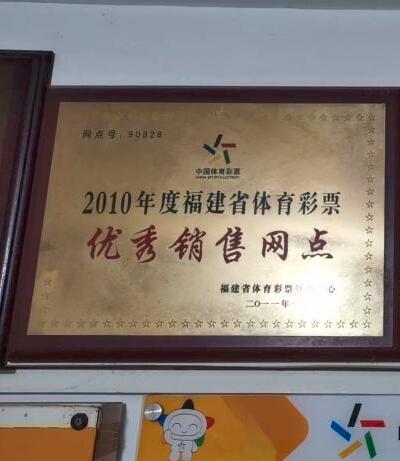 网点号：90828
中国体育彩票
CHINA SPORTS LOTTERY
2010年度福建省体育彩票
优秀销售网点
福建省体育彩票 心
二〇一一年